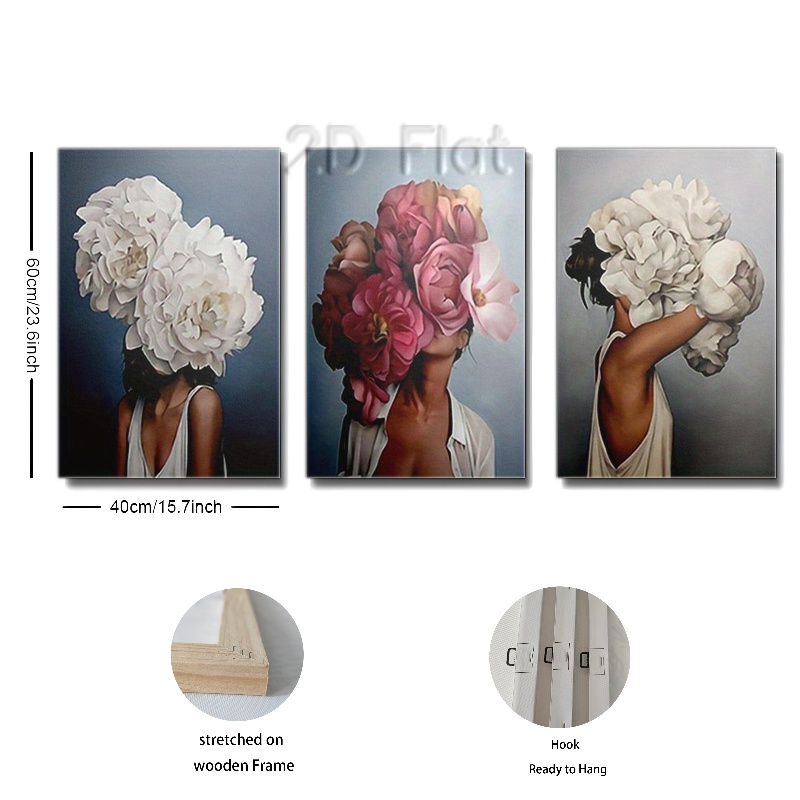 2D Flat
60cm/23.6inch
40cm/15.7inch
stretched on
wooden Frame
Hook
Ready to Hang